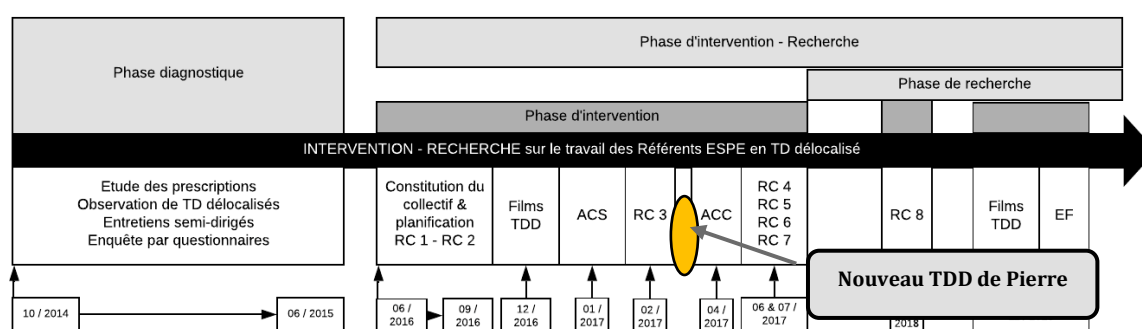 Phase d'intervention - Recherche
Phase diagnostique
Phase de recherche
Phase d'intervention
INTERVENTION - RECHERCHE sur le travail des Référents ESPE en TD délocalisé
Etude des prescriptions
Observation de TD délocalisés
Entretiens semi-dirigés
Enquête par questionnaires
Constitution du
collectif &
planification
RC 1 - RC 2
Films
TDD
ACS
RC 3
ACC
RC 4
RC 5
RC 6
RC 7
RC 8
Films
TDD
EF
Nouveau TDD de Pierre
10 / 2014
06 / 2015
06 /
2016
09 /
2016
12 /
2016
01 /
2017
02 /
2017
04 /
2017
06 & 07 /
2017
2018